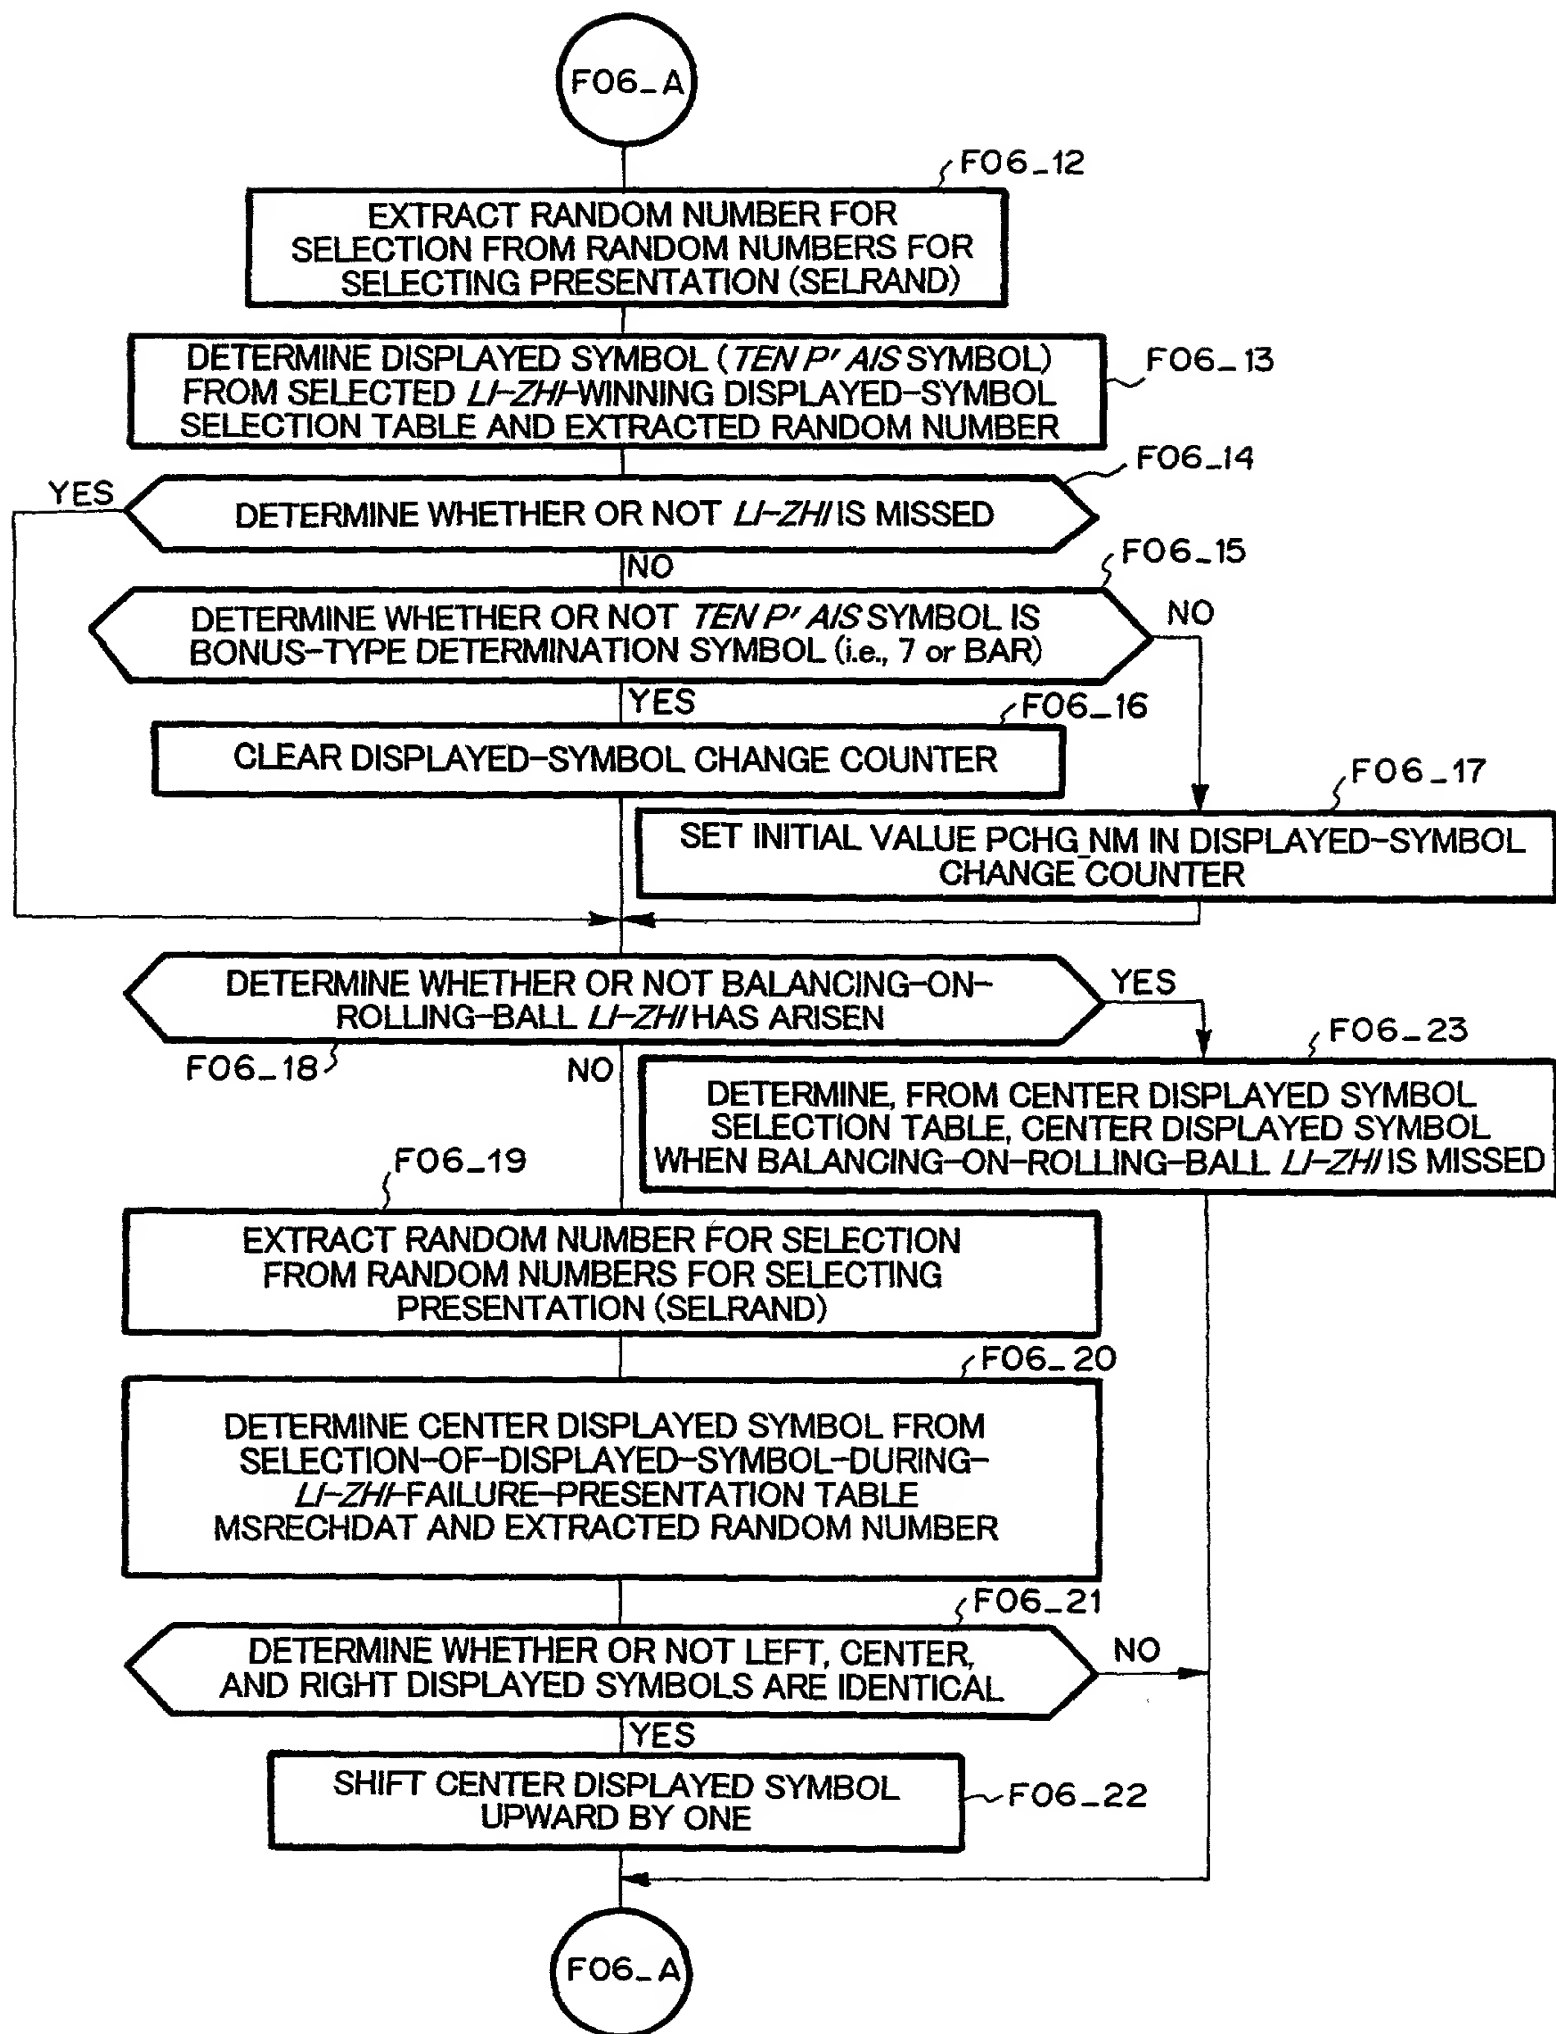 F06_A
F06_12
EXTRACT RANDOM NUMBER FOR
SELECTION FROM RANDOM NUMBERS FOR
SELECTING PRESENTATION (SELRAND)
DETERMINE DISPLAYED SYMBOL (TEN P' AIS SYMBOL)
FROM SELECTED LI-ZHI-WINNING DISPLAYED-SYMBOL
SELECTION TABLE AND EXTRACTED RANDOM NUMBER
F06_13
F06_14
YES
DETERMINE WHETHER OR NOT LI-ZHI IS MISSED
NO
F06_15
DETERMINE WHETHER OR NOT TEN P' AIS SYMBOL IS
BONUS-TYPE DETERMINATION SYMBOL (i.e., 7 or BAR)
NO
YES
F06_16
CLEAR DISPLAYED-SYMBOL CHANGE COUNTER
F06_17
SET INITIAL VALUE PCHG_NM IN DISPLAYED-SYMBOL
CHANGE COUNTER
DETERMINE WHETHER OR NOT BALANCING-ON-
ROLLING-BALL LI-ZHI HAS ARISEN
YES
F06_18
NO
F06_23
DETERMINE, FROM CENTER DISPLAYED SYMBOL
SELECTION TABLE, CENTER DISPLAYED SYMBOL
WHEN BALANCING-ON-ROLLING-BALL LI-ZHI IS MISSED
F06_19
EXTRACT RANDOM NUMBER FOR SELECTION
FROM RANDOM NUMBERS FOR SELECTING
PRESENTATION (SELRAND)
F06_20
DETERMINE CENTER DISPLAYED SYMBOL FROM
SELECTION-OF-DISPLAYED-SYMBOL-DURING-
LI-ZHI-FAILURE-PRESENTATION TABLE
MSRECHDAT AND EXTRACTED RANDOM NUMBER
F06_21
DETERMINE WHETHER OR NOT LEFT, CENTER,
AND RIGHT DISPLAYED SYMBOLS ARE IDENTICAL
NO
YES
SHIFT CENTER DISPLAYED SYMBOL
UPWARD BY ONE
F06_22
F06_A